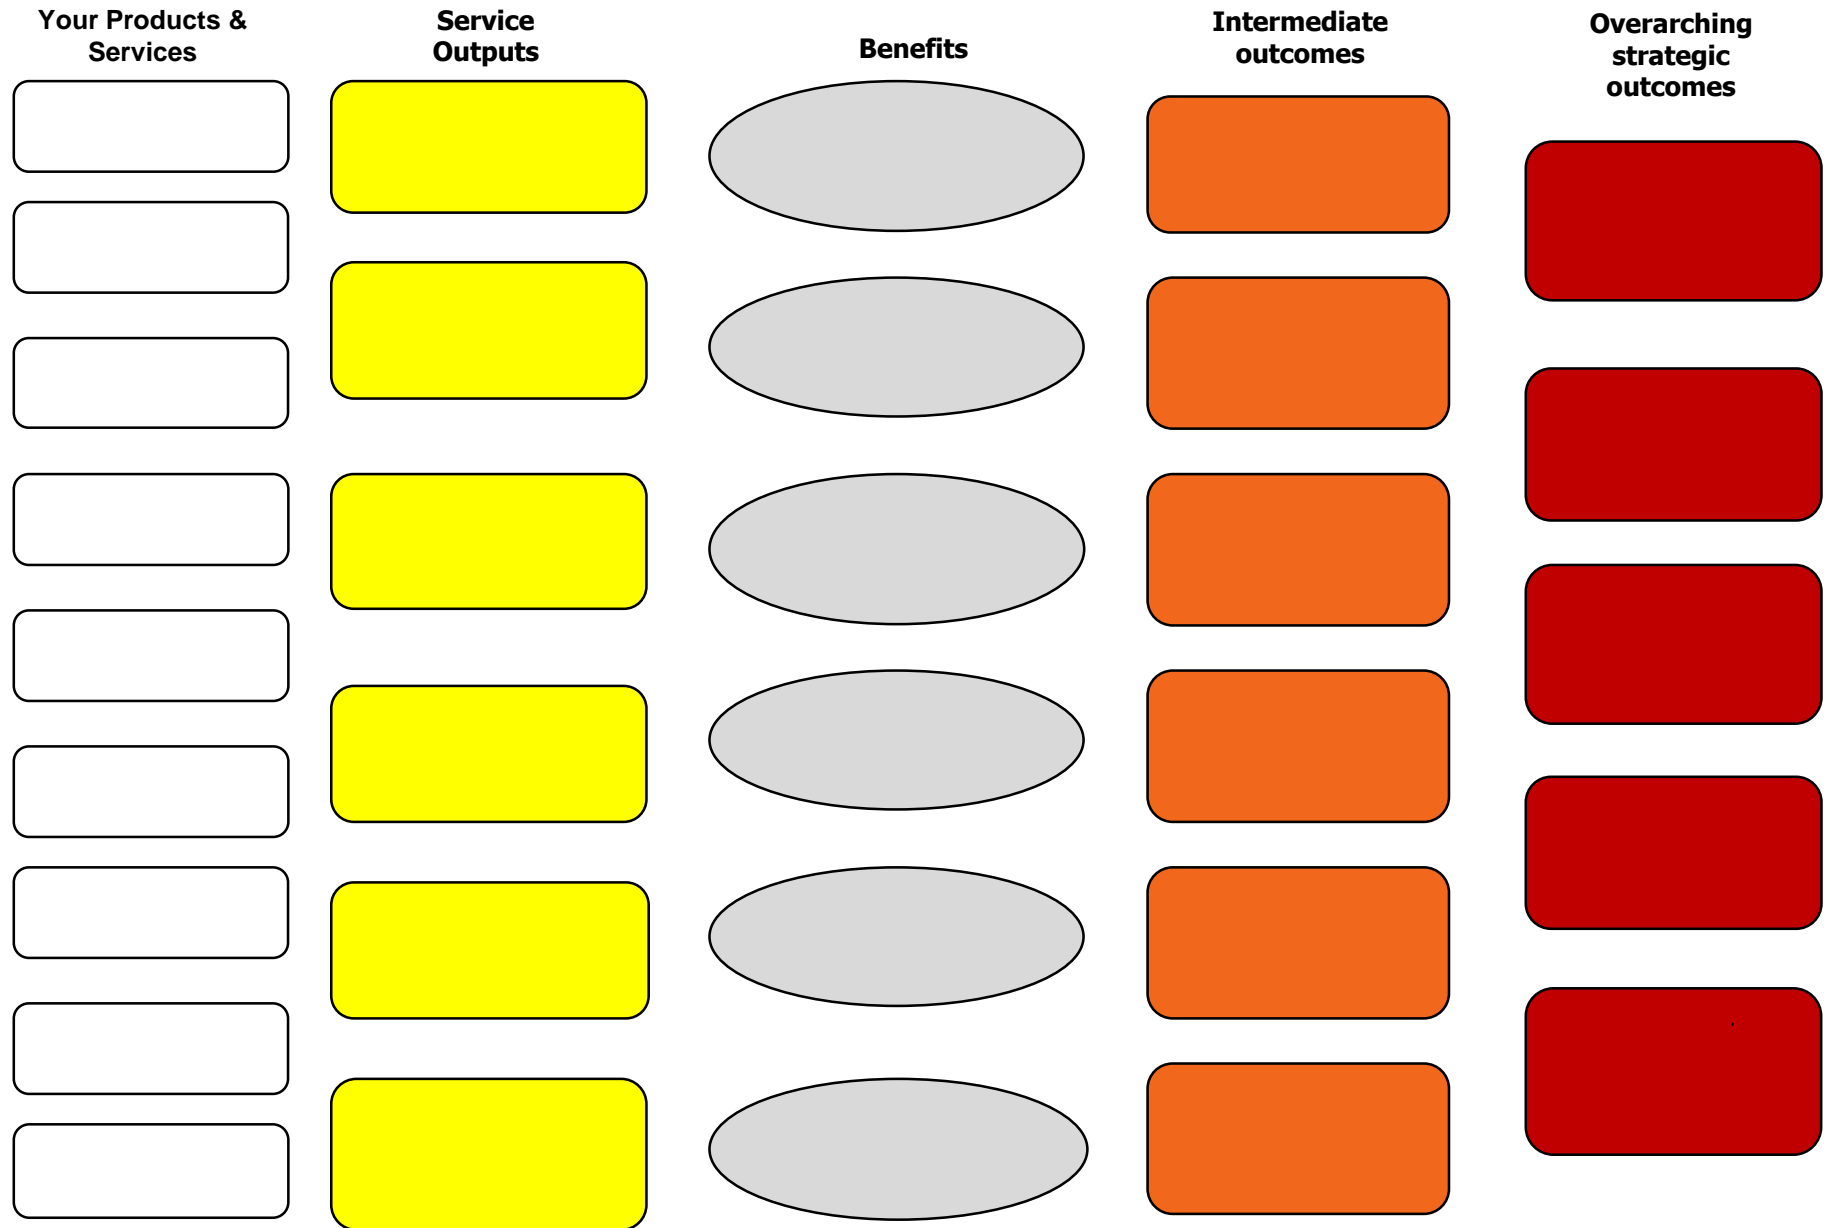 Your Products &
Services
Service
Outputs
Benefits
Intermediate
outcomes
Overarching
strategic
outcomes